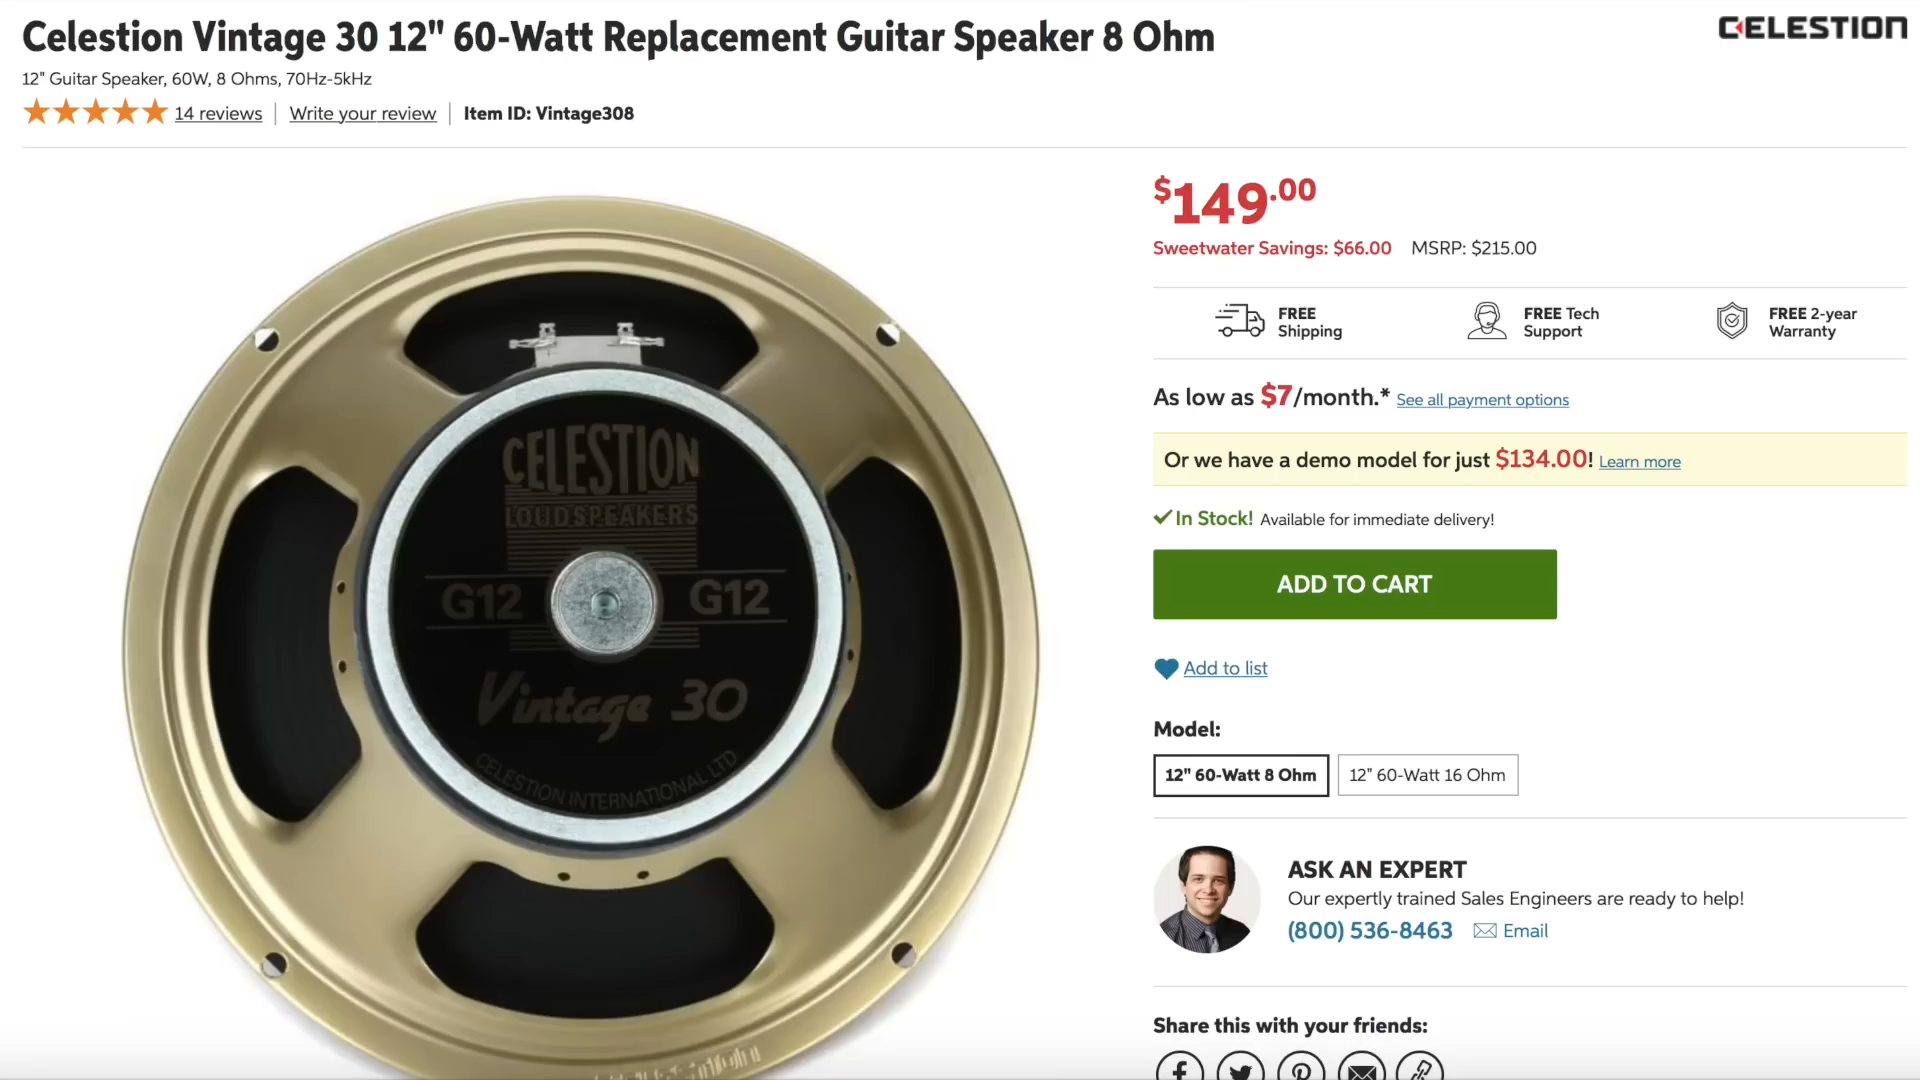 Celestion Vintage 30 12" 60-Watt Replacement Guitar Speaker 8 Ohm
CELESTION
12" Guitar Speaker, 60W, 8 Ohms, 70Hz-5kHz
14 reviews
Write your review
Item ID: Vintage308
CELESTION
LOUDSPEAKERS
G12 G12
Vintage 30
CELESTION INTERNATIONAL LTD
$149.00
Sweetwater Savings: $66.00 MSRP: $215.00
FREE Shipping
FREE Tech Support
FREE 2-year Warranty
As low as $7/month.* See all payment options
Or we have a demo model for just $134.00! Learn more
In Stock! Available for immediate delivery!
ADD TO CART
Add to list
Model:
12" 60-Watt 8 Ohm
12" 60-Watt 16 Ohm
ASK AN EXPERT
Our expertly trained Sales Engineers are ready to help!
(800) 536-8463 Email
Share this with your friends: